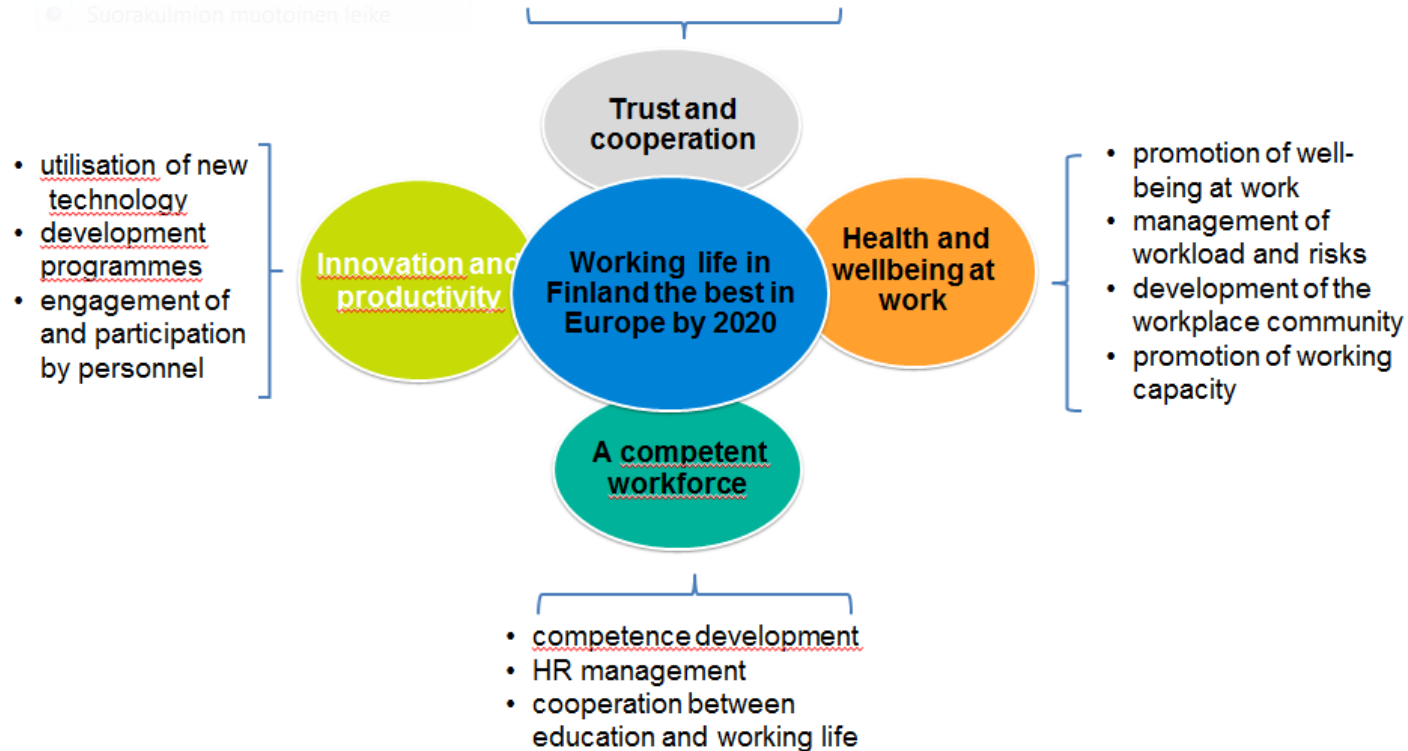 Suorakulmion muotoinen leike
Trust and
cooperation
• utilisation of new
technology
• development
programmes
• engagement of
and participation
by personnel
Innovation and
productivity
Working life in
Finland the best in
Europe by 2020
Health and
wellbeing at
work
• promotion of well-
being at work
• management of
workload and risks
• development of the
workplace community
• promotion of working
capacity
A competent
workforce
• competence development
• HR management
• cooperation between
education and working life